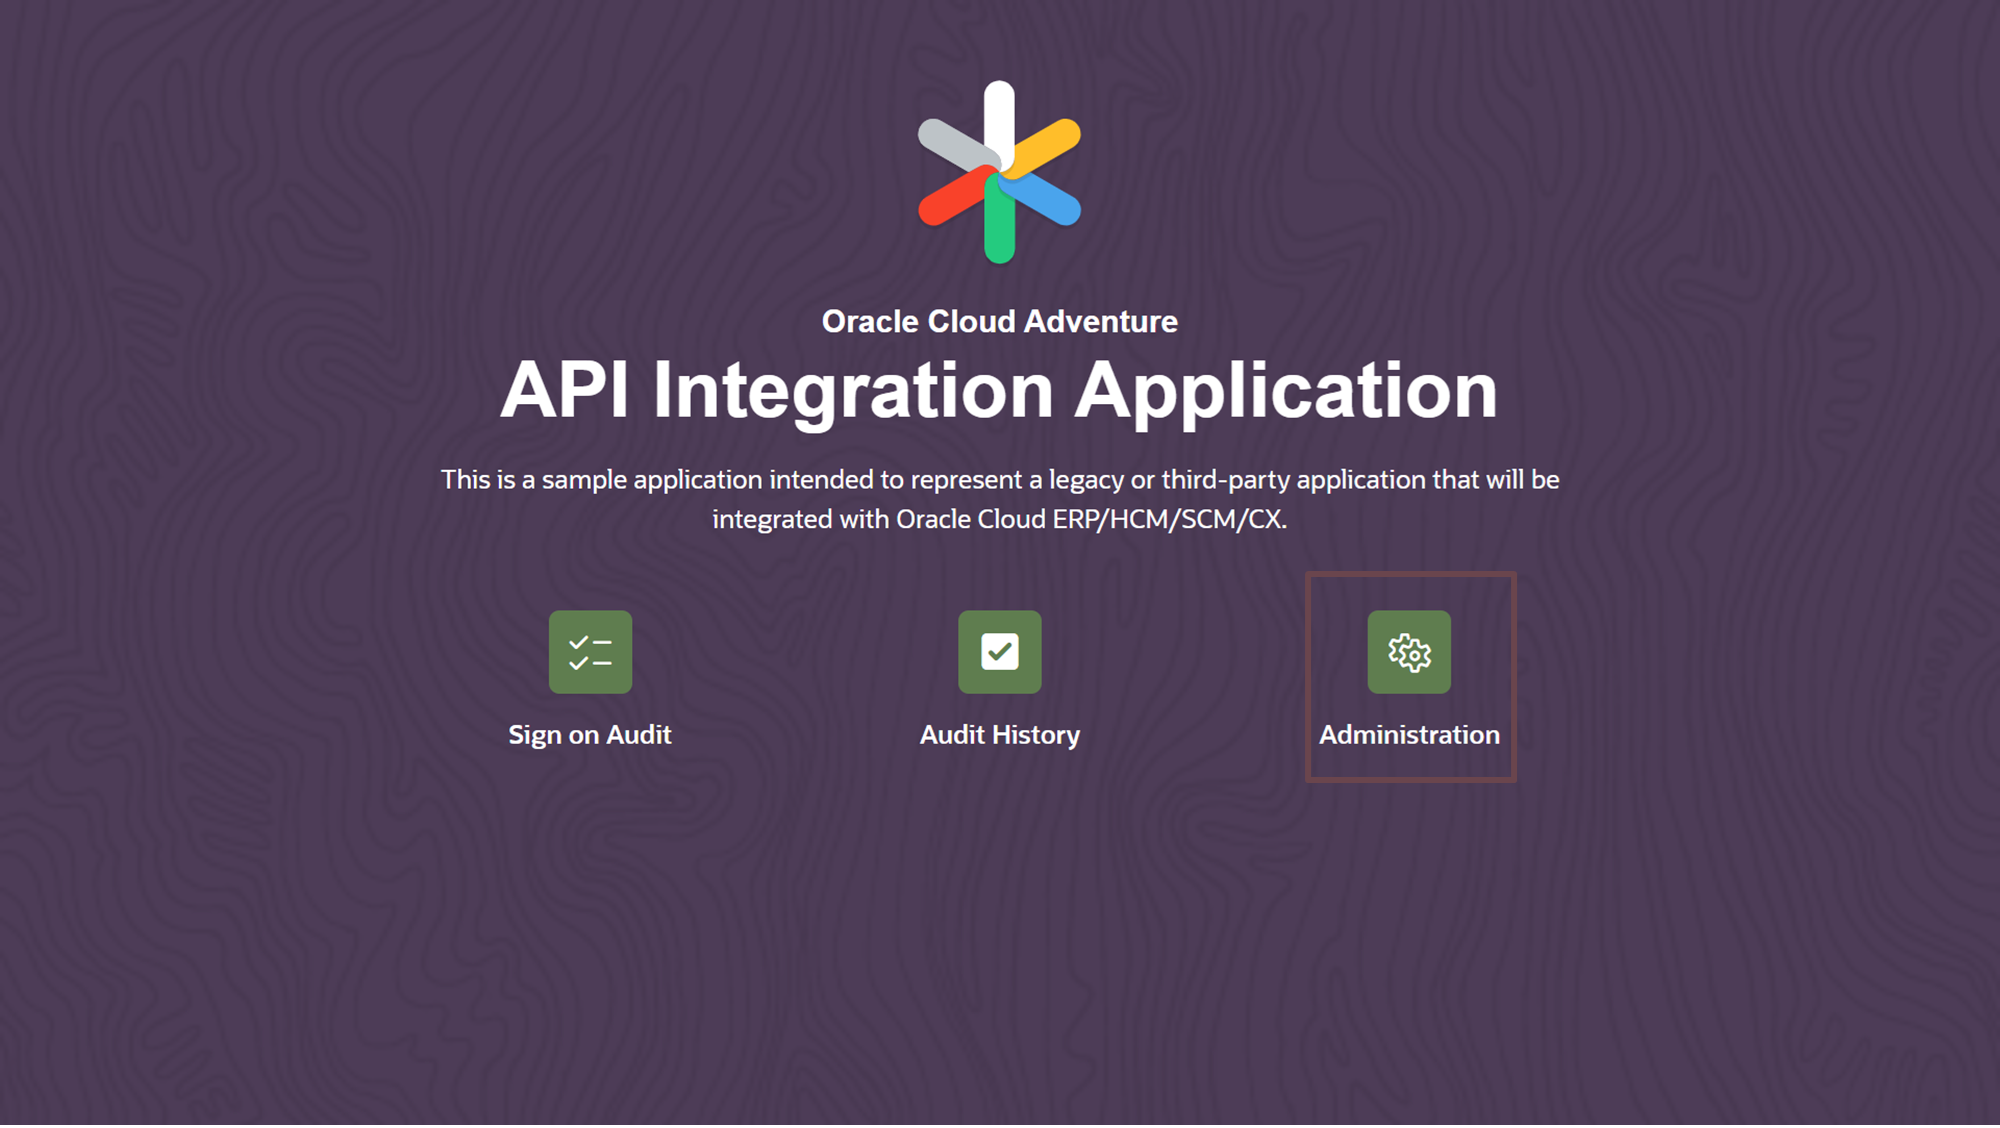 Oracle Cloud Adventure
API Integration Application
This is a sample application intended to represent a legacy or third-party application that will be
integrated with Oracle Cloud ERP/HCM/SCM/CX.
Sign on Audit
Audit History
Administration